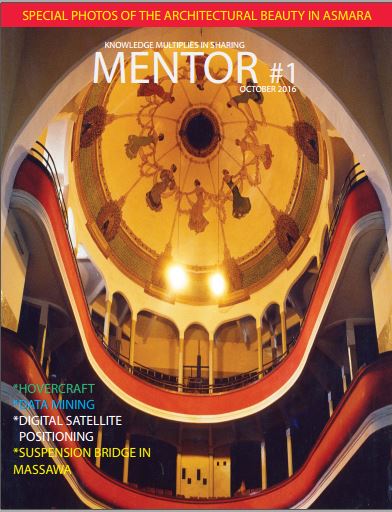 SPECIAL PHOTOS OF THE ARCHITECTURAL BEAUTY IN ASMARA
KNOWLEDGE MULTIPLIES IN SHARING
MENTOR #1
OCTOBER 2016
*HOVERCRAFT
*DATA MINING
*DIGITAL SATELLITE
POSITIONING
*SUSPENSION BRIDGE IN
MASSAWA